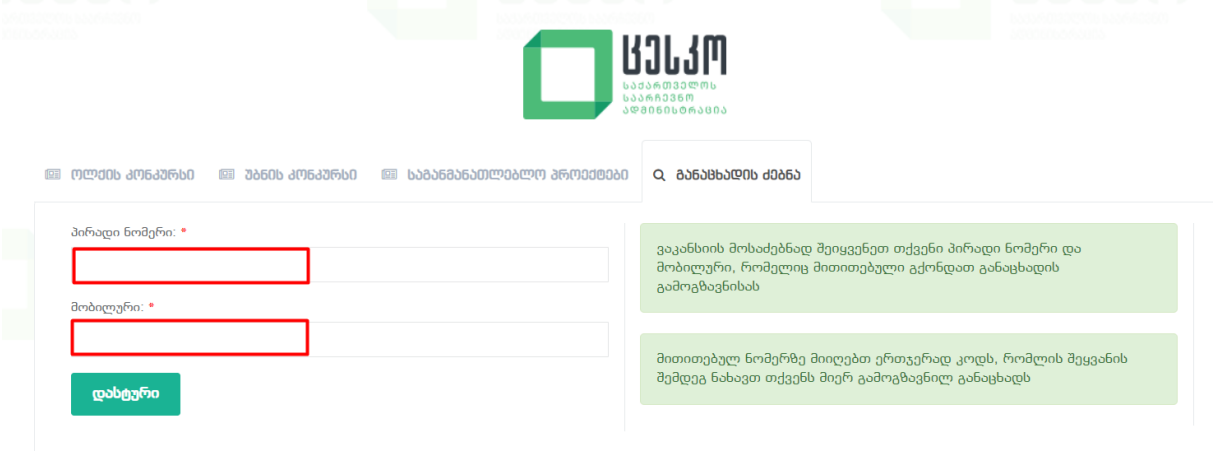 ცესკო
საქართველოს
საარჩევნო
ადმინისტრაცია
ოლქის კონკურსი
უბნის კონკურსი
საგანმანათლებლო პროექტები
განაცხადის ძებნა
პირადი ნომერი: *
მობილური: *
დასტური
ვაკანსიის მოსაძებნად შეიყვენეთ თქვენი პირადი ნომერი და
მობილური, რომელიც მითითებული გქონდათ განაცხადის
გამოგზავნისას
მითითებულ ნომერზე მიიღებთ ერთჯერად კოდს, რომლის შეყვანის
შემდეგ ნახავთ თქვენს მიერ გამოგზავნილ განაცხადს